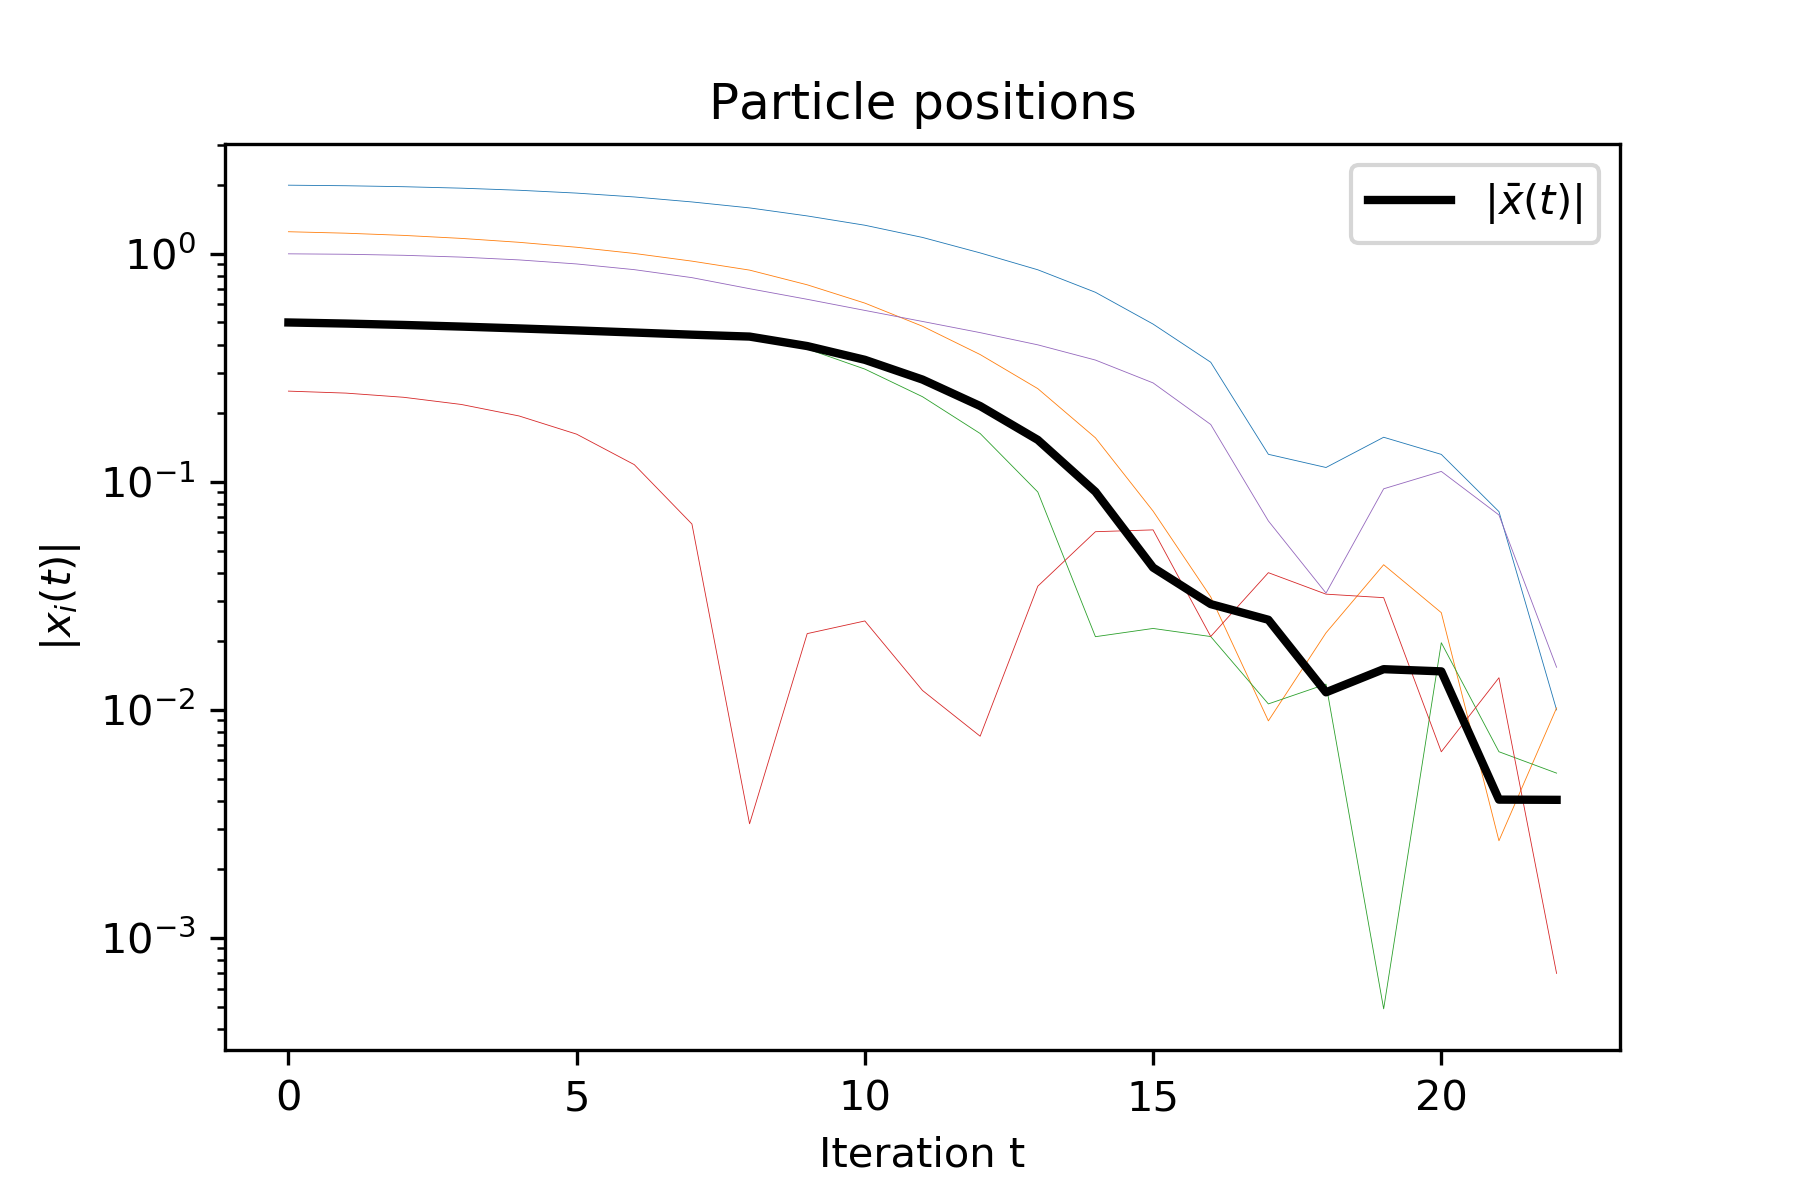 Particle positions
|x̄(t)|
10⁰
10⁻¹
10⁻²
10⁻³
|xᵢ(t)|
0 5 10 15 20
Iteration t